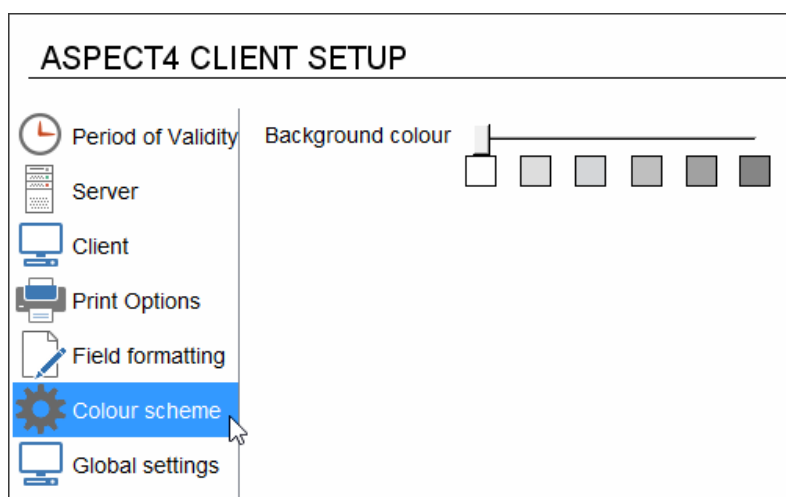 ASPECT4 CLIENT SETUP
Period of Validity
Background colour
Server
Client
Print Options
Field formatting
Colour scheme
Global settings